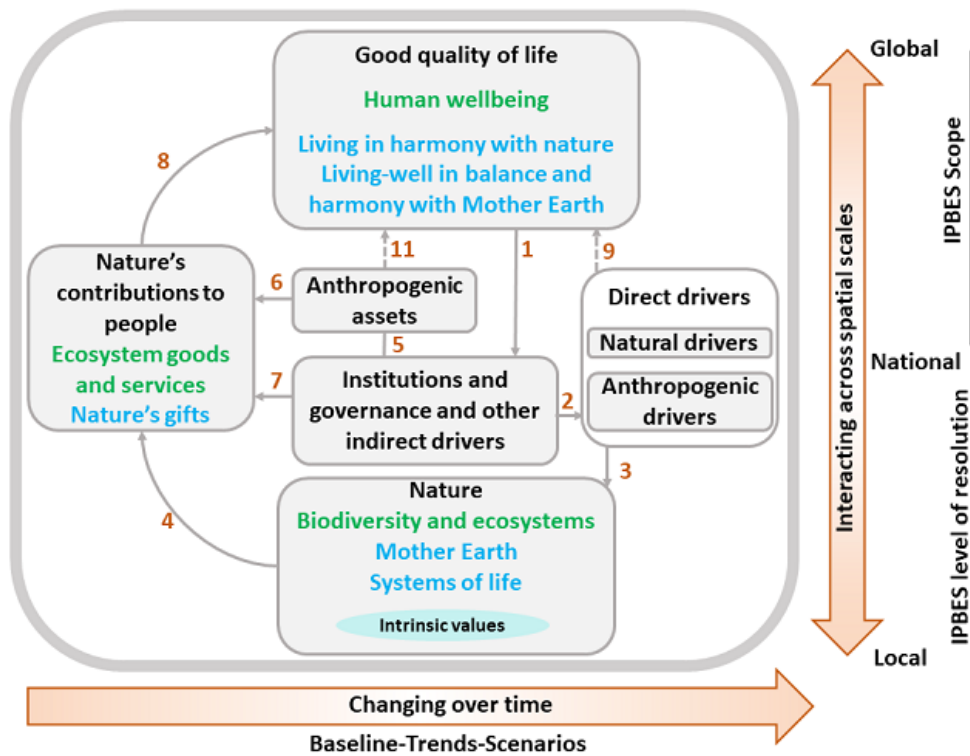 Good quality of life
Human wellbeing
Living in harmony with nature
Living-well in balance and
harmony with Mother Earth
8
11
1
9
Nature's
contributions to
people
Ecosystem goods
and services
Nature's gifts
6
Anthropogenic
assets
5
7
Institutions and
governance and other
indirect drivers
2
Direct drivers
Natural drivers
Anthropogenic
drivers
3
4
Nature
Biodiversity and ecosystems
Mother Earth
Systems of life
Intrinsic values
Global
National
Local
Interacting across spatial scales
IPBES Scope
IPBES level of resolution
Changing over time
Baseline-Trends-Scenarios